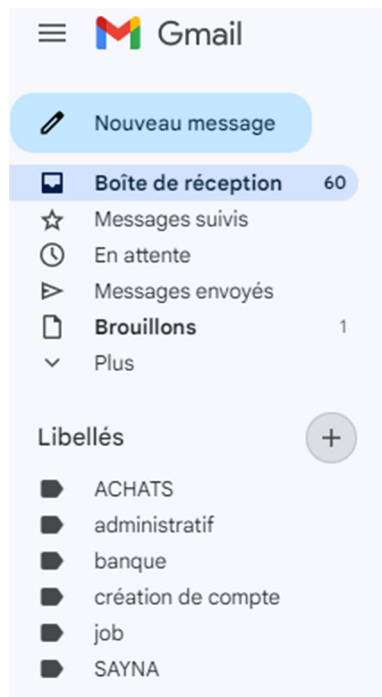 Gmail
Nouveau message
Boîte de réception 60
Messages suivis
En attente
Messages envoyés
Brouillons 1
Plus
Libellés +
ACHATS
administratif
banque
création de compte
job
SAYNA